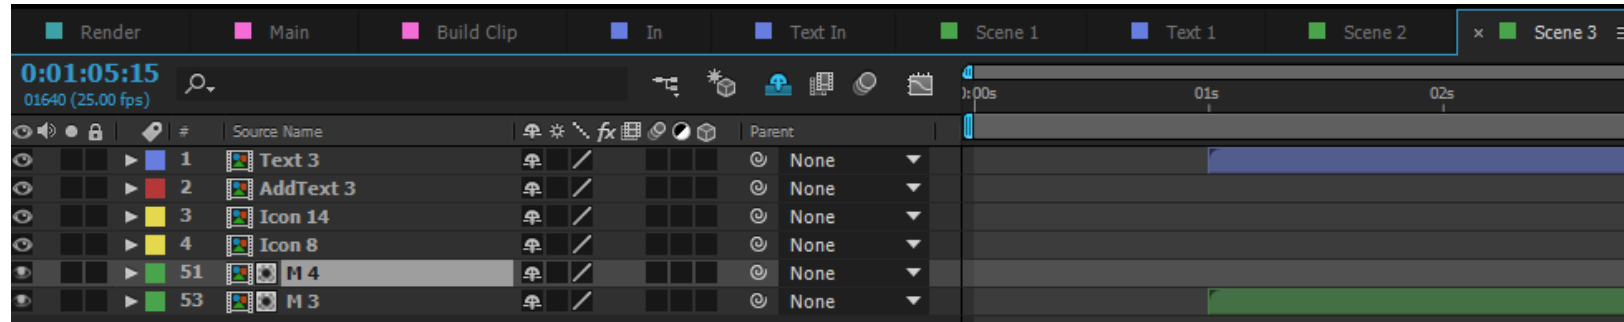 Render Main Build Clip In Text In Scene 1 Text 1 Scene 2 × Scene 3
0:01:05:15
01640 (25.00 fps)
):00s 01s 02s
# Source Name fx Parent
1 Text 3 None
2 AddText 3 None
3 Icon 14 None
4 Icon 8 None
51 M 4 None
53 M 3 None